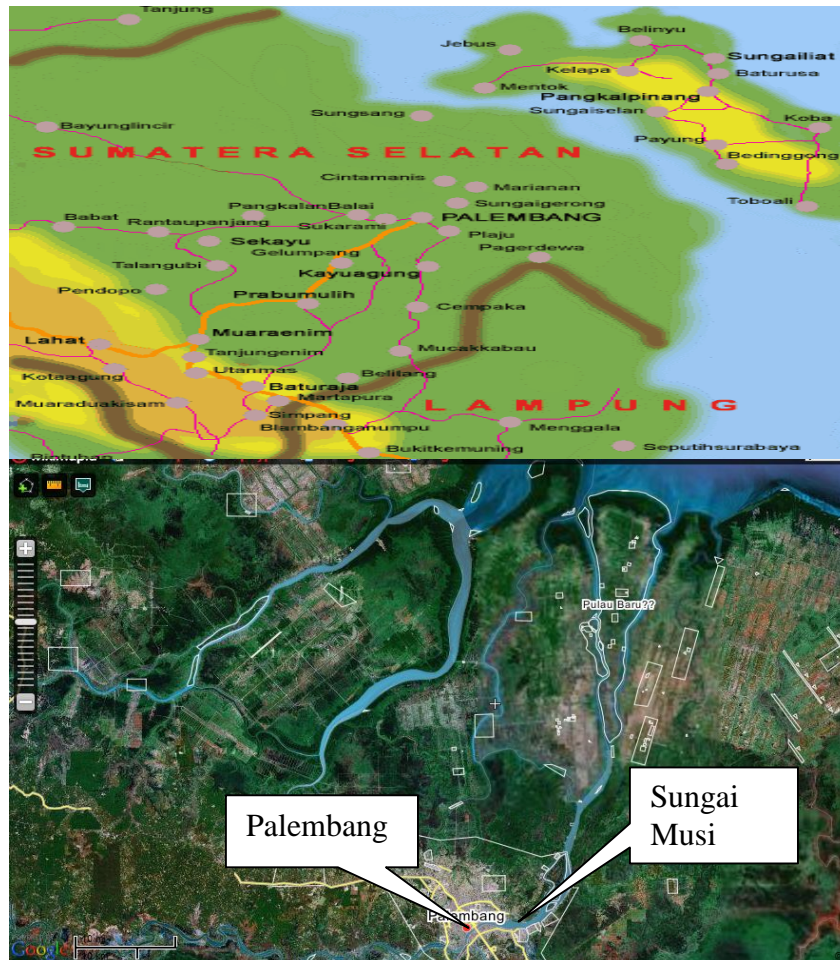 Tanjung
Belinyu
Jebus
Sungailiat
Kelapa
Baturusa
Mentok
Pangkalpinang
Sungsang
Sungaiselan
Koba
Bayunglincir
Payung
SUMATERA SELATAN
Bedinggong
Cintamanis
Marianan
Toboali
Sungaigerong
PangkalanBalai
Babat
Rantaupanjang
PALEMBANG
Sukarami
Plaju
Sekayu
Pagerdewa
Gelumpang
Talangubi
Kayuagung
Pendopo
Prabumulih
Cempaka
Muaraenim
Lahat
Tanjungenim
Mucakkabau
Kotaagung
Utanmas
Belitang
Baturaja
Martapura
Muaraduakisam
LAMPUNG
Simpang
Blambanganumpu
Menggala
Bukitkemuning
Seputihsurabaya
Pulau Baru??
Palembang
Sungai
Musi
Palembang
Google